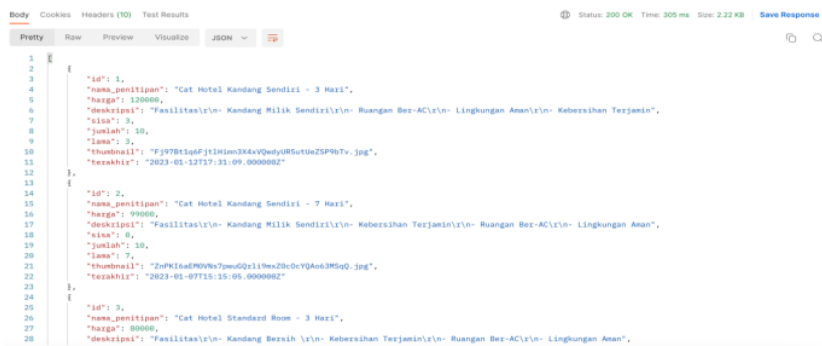 Body Cookies Headers (10) Test Results Status: 200 OK Time: 305 ms Size: 2.22 KB Save Response
Pretty Raw Preview Visualize JSON
1 [
2 {
3 "id": 1,
4 "nama_penitipan": "Cat Hotel Kandang Sendiri - 3 Hari",
5 "harga": 120000,
6 "deskripsi": "Fasilitas\r\n- Kandang Milik Sendiri\r\n- Ruangan Ber-AC\r\n- Lingkungan Aman\r\n- Kebersihan Terjamin",
7 "sisa": 3,
8 "jumlah": 10,
9 "lama": 3,
10 "thumbnail":
11 "terakhir": "2023-01-12T17:31:09.000000Z"
12 },
13 {
14 "id": 2,
15 "nama_penitipan": "Cat Hotel Kandang Sendiri - 7 Hari",
16 "harga": 99000,
17 "deskripsi": "Fasilitas\r\n- Kandang Milik Sendiri\r\n- Kebersihan Terjamin\r\n- Ruangan Ber-AC\r\n- Lingkungan Aman",
18 "sisa": 0,
19 "jumlah": 10,
20 "lama": 7,
21 "thumbnail":
22 "terakhir": "2023-01-07T15:15:05.000000Z"
23 },
24 {
25 "id": 3,
26 "nama_penitipan": "Cat Hotel Standard Room - 3 Hari",
27 "harga": 80000,
28 "deskripsi": "Fasilitas\r\n- Kandang Bersih \r\n- Kebersihan Terjamin\r\n- Ruangan Ber-AC\r\n- Lingkungan Aman",